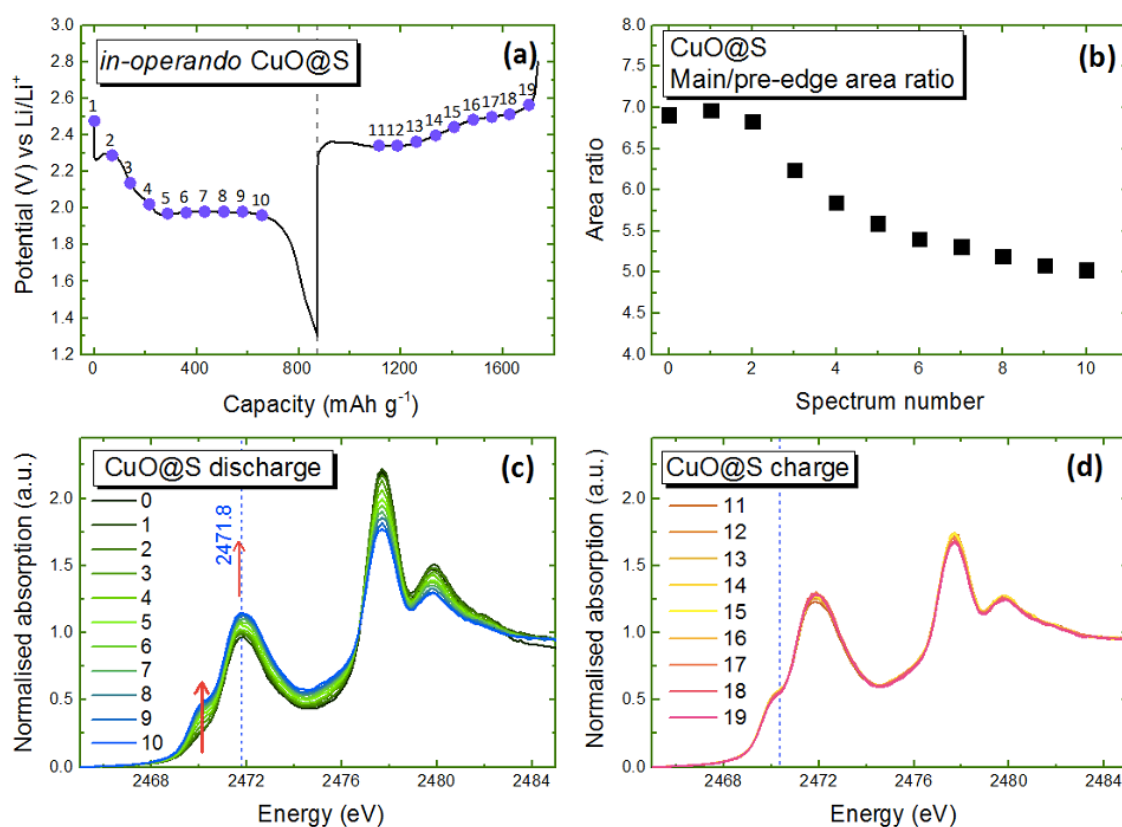 in-operando CuO@S
(a)
1
2
3
4
5 6 7 8 9 10
11 12 13 14 15 16 17 18 19
3.0
2.8
2.6
2.4
2.2
2.0
1.8
1.6
1.4
1.2
Potential (V) vs Li/Li⁺
0 400 800 1200 1600
Capacity (mAh g⁻¹)
CuO@S
Main/pre-edge area ratio
(b)
8.0
7.5
7.0
6.5
6.0
5.5
5.0
4.5
4.0
Area ratio
0 2 4 6 8 10
Spectrum number
CuO@S discharge
(c)
2471.8
0
1
2
3
4
5
6
7
8
9
10
2.0
1.5
1.0
0.5
0.0
Normalised absorption (a.u.)
2468 2472 2476 2480 2484
Energy (eV)
CuO@S charge
(d)
11
12
13
14
15
16
17
18
19
2.0
1.5
1.0
0.5
0.0
Normalised absorption (a.u.)
2468 2472 2476 2480 2484
Energy (eV)